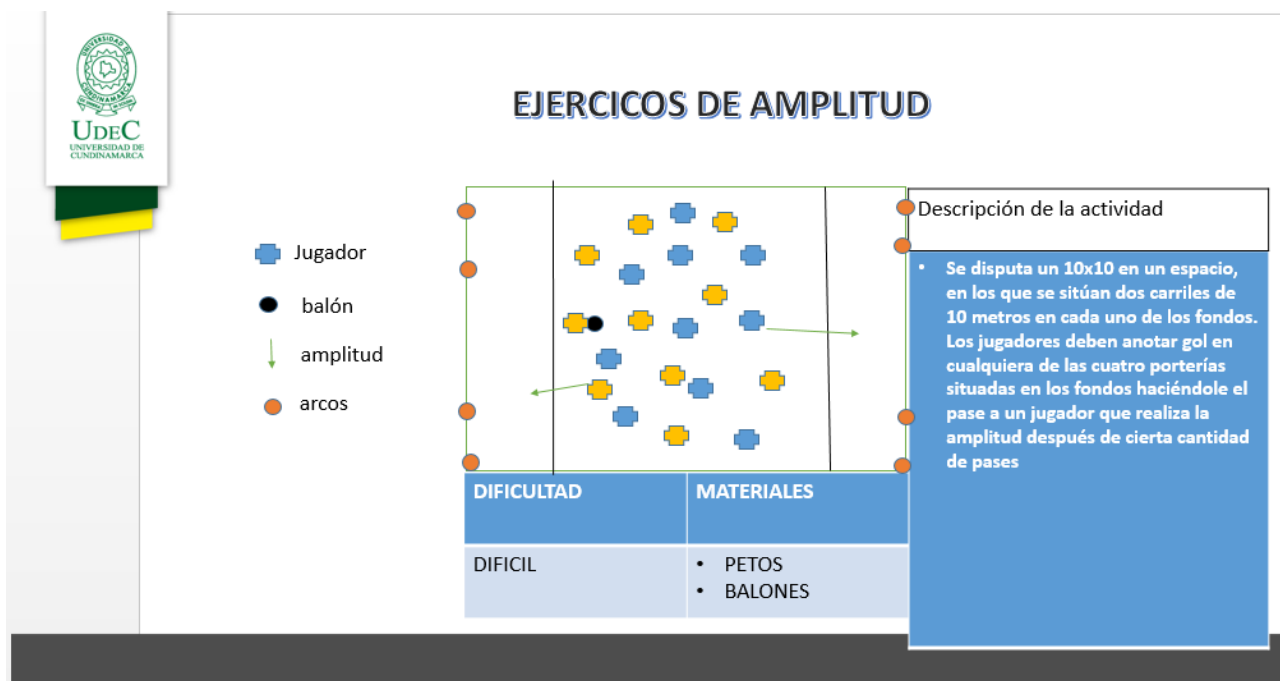 UNIVERSIDAD DE
CUNDINAMARCA
UDEC
UNIVERSIDAD DE
CUNDINAMARCA
EJERCICOS DE AMPLITUD
Jugador
balón
amplitud
arcos
Descripción de la actividad
• Se disputa un 10x10 en un espacio,
en los que se sitúan dos carriles de
10 metros en cada uno de los fondos.
Los jugadores deben anotar gol en
cualquiera de las cuatro porterías
situadas en los fondos haciéndole el
pase a un jugador que realiza la
amplitud después de cierta cantidad
de pases
DIFICULTAD
MATERIALES
DIFICIL
• PETOS
• BALONES